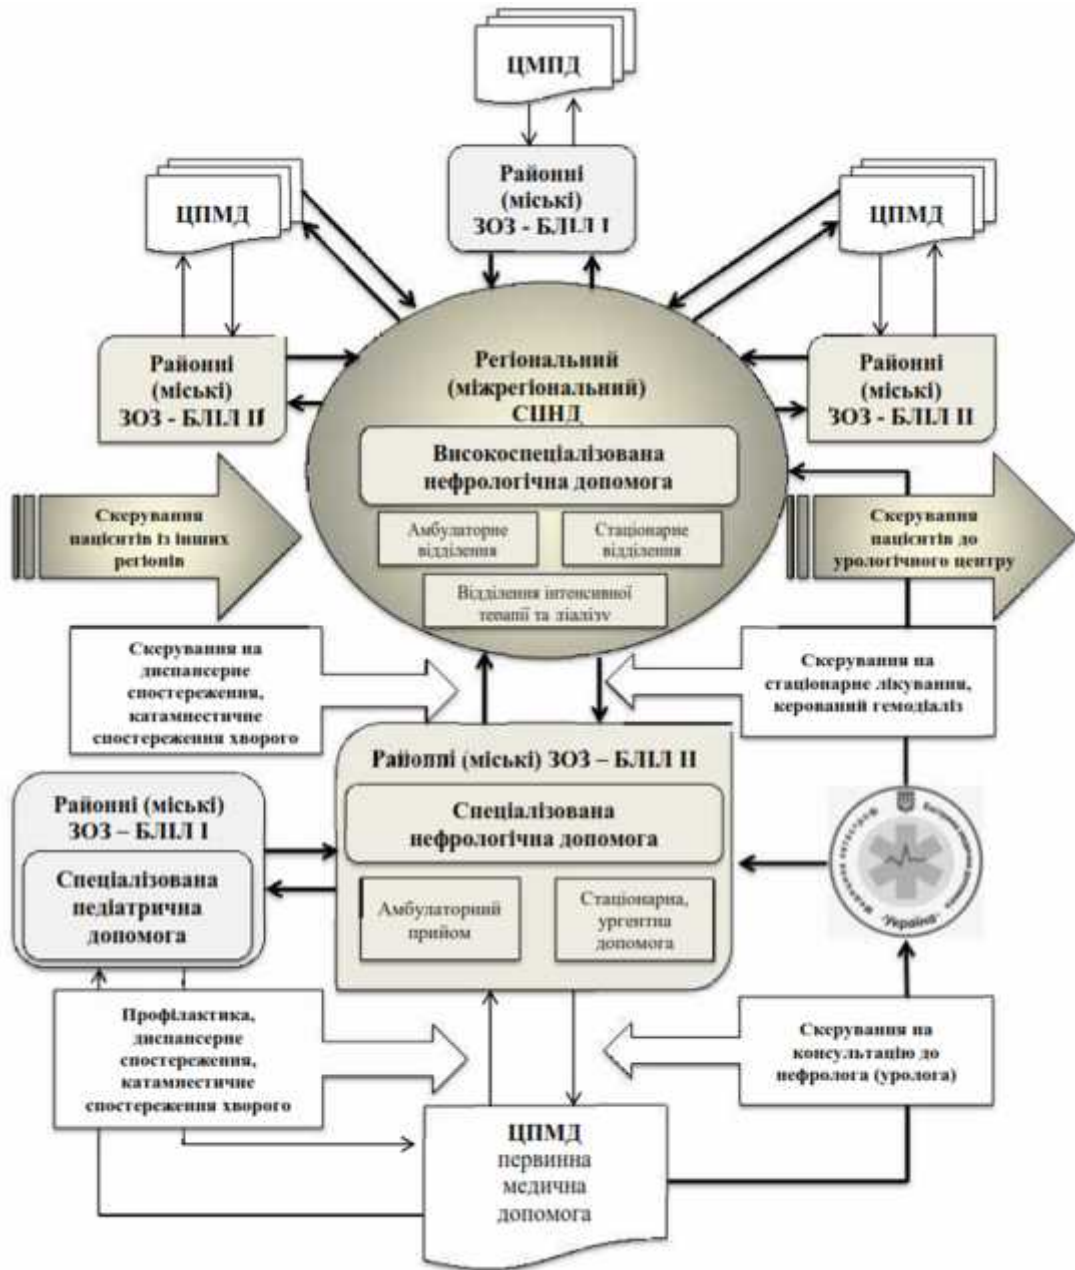 ЦМПД
Районні
(міські)
ЗОЗ - БЛІЛ І
ЦПМД
ЦПМД
Районні
(міські)
ЗОЗ - БЛІЛ ІІ
Регіональний
(міжрегіональний)
СПНД
Районні
(міські)
ЗОЗ - БЛІЛ ІІ
Високоспеціалізована
нефрологічна допомога
Амбулаторне
відділення
Стаціонарне
відділення
Відділення інтенсивної
терапії та діалізу
Скерування
пацієнтів із інших
регіонів
Скерування
пацієнтів до
урологічного центру
Скерування на
диспансерне
спостереження,
катамнестичне
спостереження хворого
Скерування на
стаціонарне лікування,
керований гемодіаліз
Районні (міські) ЗОЗ – БЛІЛ ІІ
Спеціалізована
нефрологічна допомога
Амбулаторний
прийом
Стаціонарна,
ургентна
допомога
Районні (міські)
ЗОЗ – БЛІЛ І
Спеціалізована
педіатрична
допомога
Україна
Профілактика,
диспансерне
спостереження,
катамнестичне
спостереження хворого
Скерування на
консультацію до
нефролога (уролога)
ЦПМД
первинна
медична
допомога